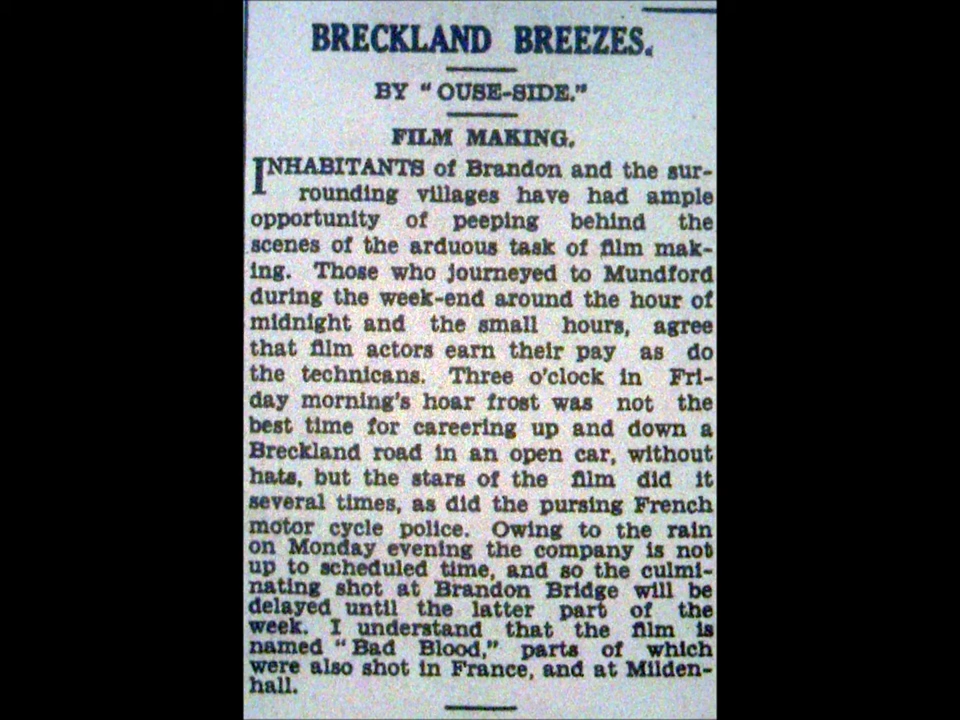 BRECKLAND BREEZES.
BY "OUSE-SIDE."
FILM MAKING.
INHABITANTS of Brandon and the sur-
rounding villages have had ample
opportunity of peeping behind the
scenes of the arduous task of film mak-
ing. Those who journeyed to Mundford
during the week-end around the hour of
midnight and the small hours, agree
that film actors earn their pay as do
the technicans. Three o'clock in Fri-
day morning's hoar frost was not the
best time for careering up and down a
Breckland road in an open car, without
hats, but the stars of the film did it
several times, as did the pursing French
motor cycle police. Owing to the rain
on Monday evening the company is not
up to scheduled time, and so the culmi-
nating shot at Brandon Bridge will be
delayed until the latter part of the
week. I understand that the film is
named "Bad Blood," parts of which
were also shot in France, and at Milden-
hall.